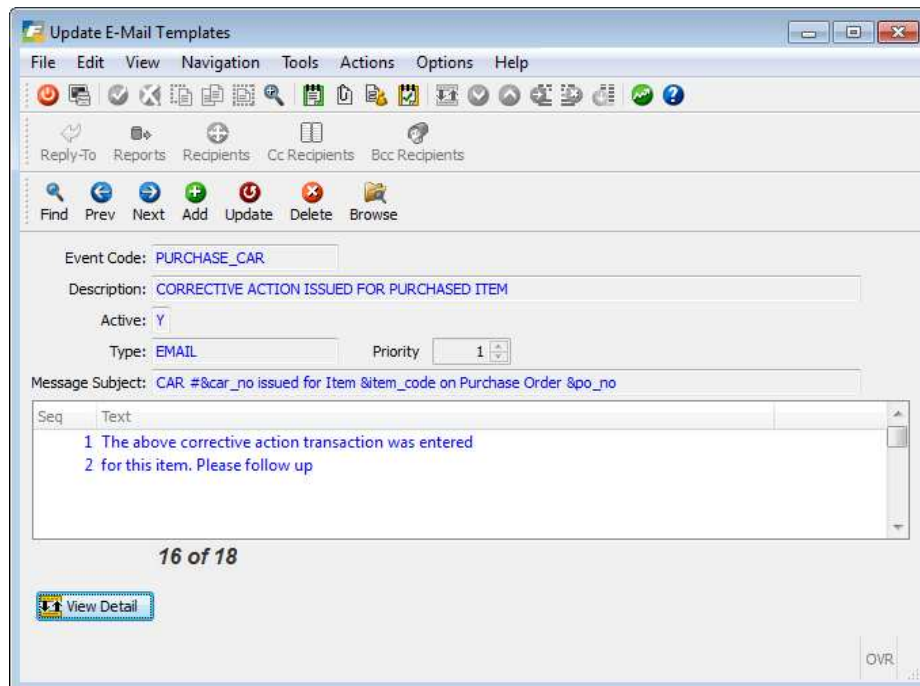 Update E-Mail Templates
File Edit View Navigation Tools Actions Options Help
Reply-To Reports Recipients Cc Recipients Bcc Recipients
Find Prev Next Add Update Delete Browse
Event Code: PURCHASE_CAR
Description: CORRECTIVE ACTION ISSUED FOR PURCHASED ITEM
Active: Y
Type: EMAIL Priority 1
Message Subject: CAR #&car_no issued for Item &item_code on Purchase Order &po_no
Seq Text
1 The above corrective action transaction was entered
2 for this item. Please follow up
16 of 18
View Detail
OVR